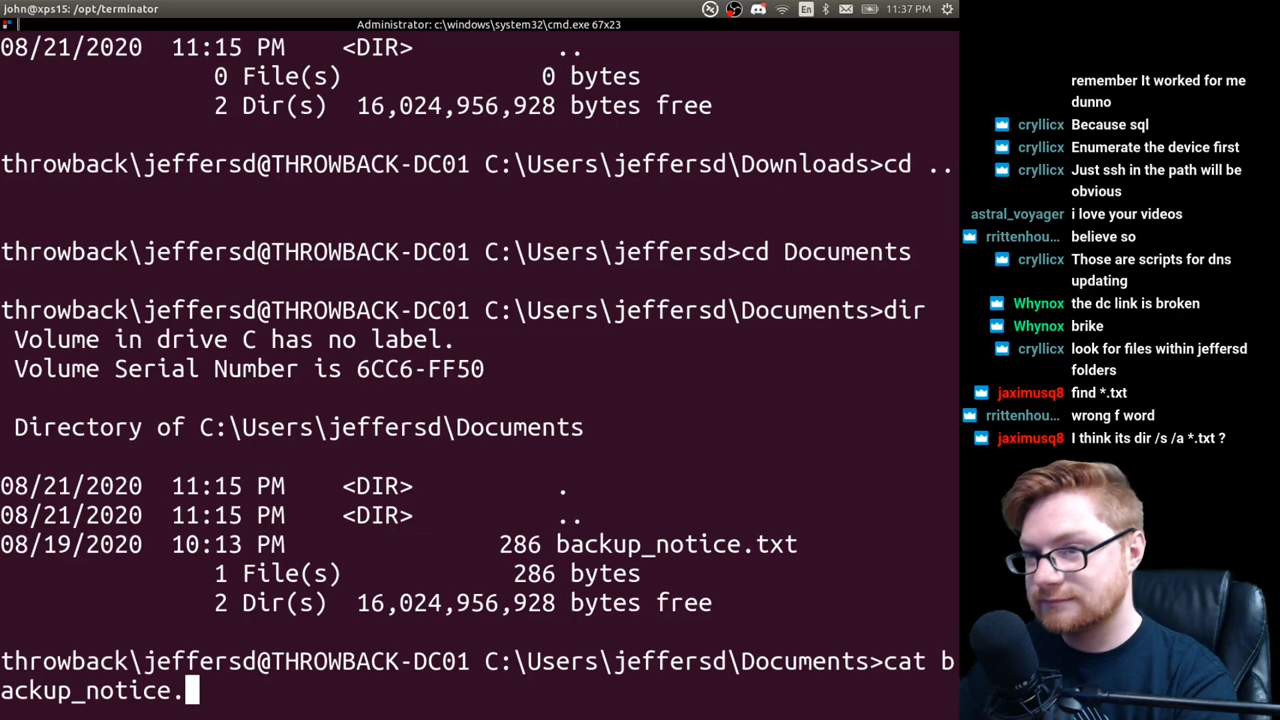 john@xps15: /opt/terminator
En
11:37 PM
Administrator: c:\windows\system32\cmd.exe 67x23
08/21/2020  11:15 PM    <DIR>          ..
0 File(s)              0 bytes
2 Dir(s)  16,024,956,928 bytes free
throwback\jeffersd@THROWBACK-DC01 C:\Users\jeffersd\Downloads>cd ..
throwback\jeffersd@THROWBACK-DC01 C:\Users\jeffersd>cd Documents
throwback\jeffersd@THROWBACK-DC01 C:\Users\jeffersd\Documents>dir
Volume in drive C has no label.
Volume Serial Number is 6CC6-FF50
Directory of C:\Users\jeffersd\Documents
08/21/2020  11:15 PM    <DIR>          .
08/21/2020  11:15 PM    <DIR>          ..
08/19/2020  10:13 PM               286 backup_notice.txt
1 File(s)            286 bytes
2 Dir(s)  16,024,956,928 bytes free
throwback\jeffersd@THROWBACK-DC01 C:\Users\jeffersd\Documents>cat b
ackup_notice.
remember It worked for me
dunno
cryllicx Because sql
cryllicx Enumerate the device first
cryllicx Just ssh in the path will be
obvious
astral_voyager i love your videos
rrittenhou... believe so
cryllicx Those are scripts for dns
updating
Whynox the dc link is broken
Whynox brike
cryllicx look for files within jeffersd
folders
jaximusq8 find *.txt
rrittenhou... wrong f word
jaximusq8 I think its dir /s /a *.txt ?